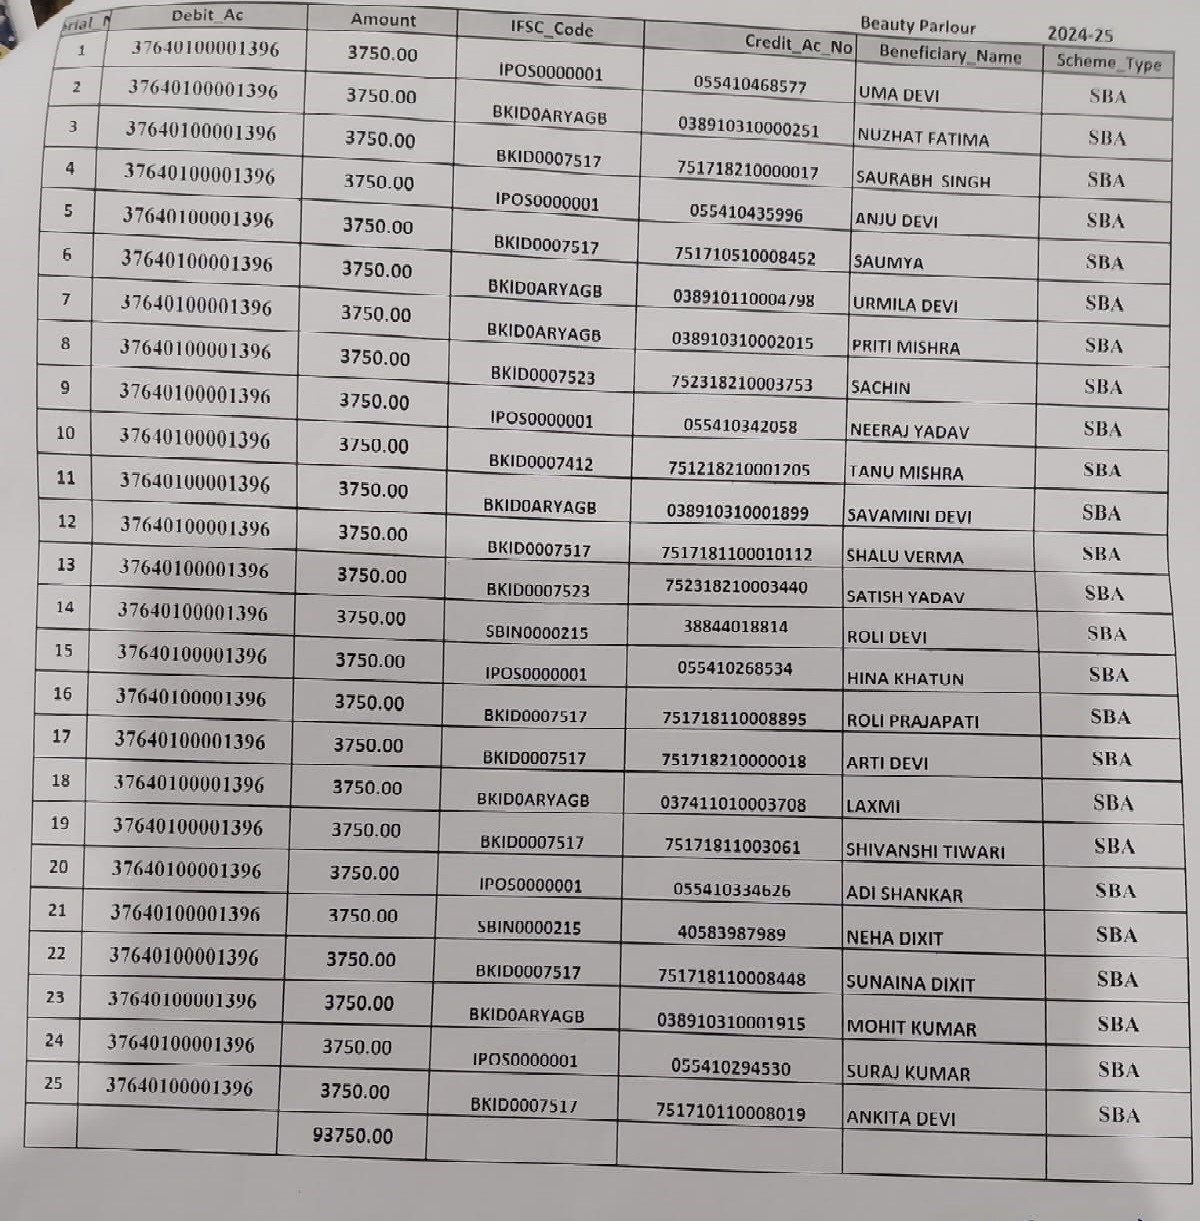 Beauty Parlour 2024-25
Debit_Ac Amount IFSC_Code Credit_Ac_No Beneficiary_Name Scheme_Type
1 37640100001396 3750.00 IPOS0000001 055410468577 UMA DEVI SBA
2 37640100001396 3750.00 BKID0ARYAGB 038910310000251 NUZHAT FATIMA SBA
3 37640100001396 3750.00 BKID0007517 751718210000017 SAURABH SINGH SBA
4 37640100001396 3750.00 IPOS0000001 055410435996 ANJU DEVI SBA
5 37640100001396 3750.00 BKID0007517 751710510008452 SAUMYA SBA
6 37640100001396 3750.00 BKID0ARYAGB 038910110004798 URMILA DEVI SBA
7 37640100001396 3750.00 BKID0ARYAGB 038910310002015 PRITI MISHRA SBA
8 37640100001396 3750.00 BKID0007523 752318210003753 SACHIN SBA
9 37640100001396 3750.00 IPOS0000001 055410342058 NEERAJ YADAV SBA
10 37640100001396 3750.00 BKID0007412 751218210001205 TANU MISHRA SBA
11 37640100001396 3750.00 BKID0ARYAGB 038910310001899 SAVAMINI DEVI SBA
12 37640100001396 3750.00 BKID0007517 7517181100010112 SHALU VERMA SBA
13 37640100001396 3750.00 BKID0007523 752318210003440 SATISH YADAV SBA
14 37640100001396 3750.00 SBIN0000215 38844018814 ROLI DEVI SBA
15 37640100001396 3750.00 IPOS0000001 055410268534 HINA KHATUN SBA
16 37640100001396 3750.00 BKID0007517 751718110008895 ROLI PRAJAPATI SBA
17 37640100001396 3750.00 BKID0007517 751718210000018 ARTI DEVI SBA
18 37640100001396 3750.00 BKID0ARYAGB 037411010003708 LAXMI SBA
19 37640100001396 3750.00 BKID0007517 75171811003061 SHIVANSHI TIWARI SBA
20 37640100001396 3750.00 IPOS0000001 055410334626 ADI SHANKAR SBA
21 37640100001396 3750.00 SBIN0000215 40583987989 NEHA DIXIT SBA
22 37640100001396 3750.00 BKID0007517 751718110008448 SUNAINA DIXIT SBA
23 37640100001396 3750.00 BKID0ARYAGB 038910310001915 MOHIT KUMAR SBA
24 37640100001396 3750.00 IPOS0000001 055410294530 SURAJ KUMAR SBA
25 37640100001396 3750.00 BKID0007517 751710110008019 ANKITA DEVI SBA
93750.00